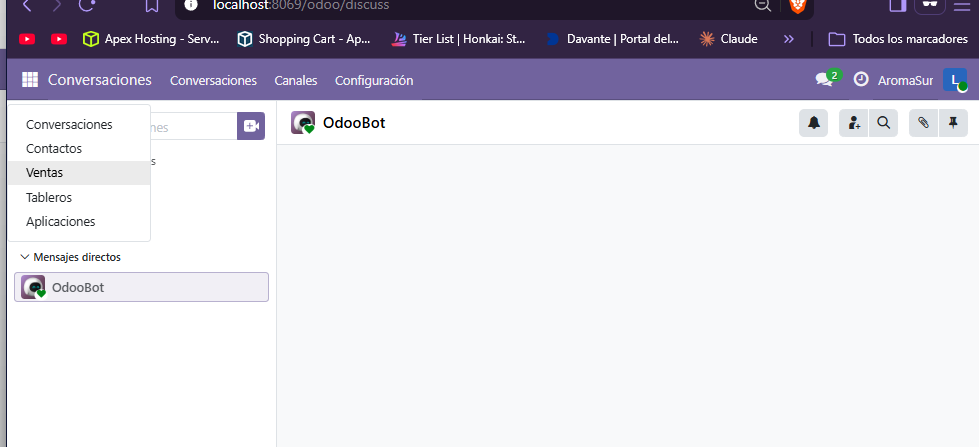 localhost:8069/odoo/discuss
Apex Hosting - Serv... Shopping Cart - Ap... Tier List | Honkai: St... Davante | Portal del... Claude » Todos los marcadores
Conversaciones Conversaciones Canales Configuración 2 AromaSur L
Conversaciones
Contactos
Ventas
Tableros
Aplicaciones
OdooBot
Mensajes directos
OdooBot